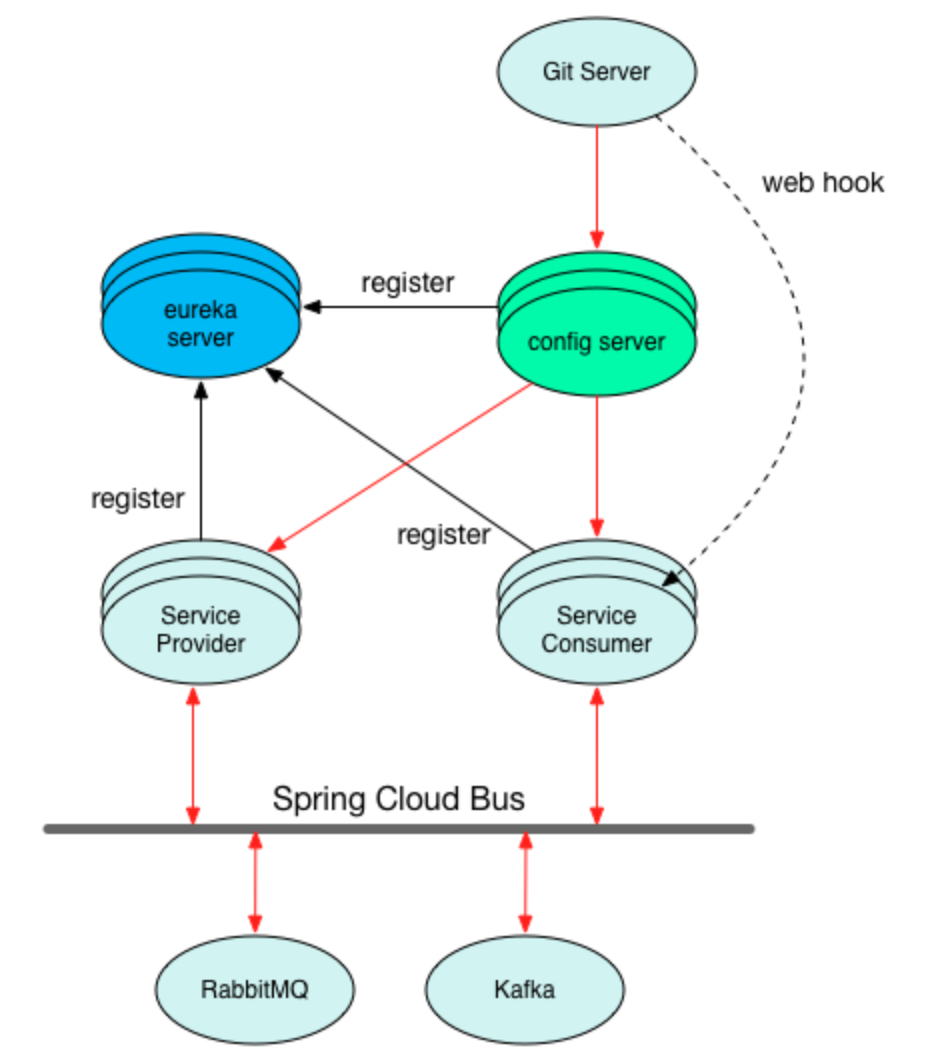 Git Server
web hook
register
eureka
server
config server
register
register
Service
Provider
Service
Consumer
Spring Cloud Bus
RabbitMQ
Kafka